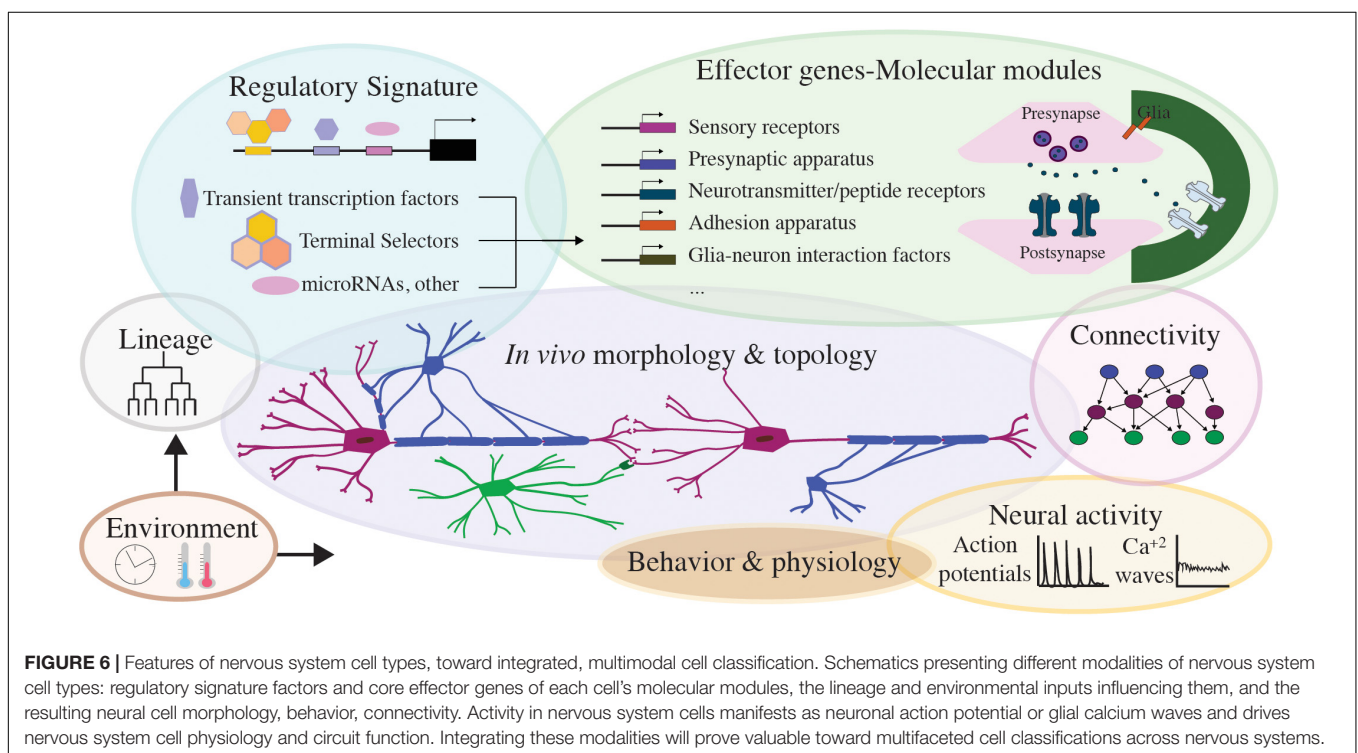 Regulatory Signature
Transient transcription factors
Terminal Selectors
microRNAs, other
Effector genes-Molecular modules
Sensory receptors
Presynaptic apparatus
Neurotransmitter/peptide receptors
Adhesion apparatus
Glia-neuron interaction factors
...
Presynapse
Glia
Postsynapse
Lineage
In vivo morphology & topology
Connectivity
Environment
Behavior & physiology
Neural activity
Action
potentials
Ca+2
waves
FIGURE 6 | Features of nervous system cell types, toward integrated, multimodal cell classification. Schematics presenting different modalities of nervous system
cell types: regulatory signature factors and core effector genes of each cell's molecular modules, the lineage and environmental inputs influencing them, and the
resulting neural cell morphology, behavior, connectivity. Activity in nervous system cells manifests as neuronal action potential or glial calcium waves and drives
nervous system cell physiology and circuit function. Integrating these modalities will prove valuable toward multifaceted cell classifications across nervous systems.